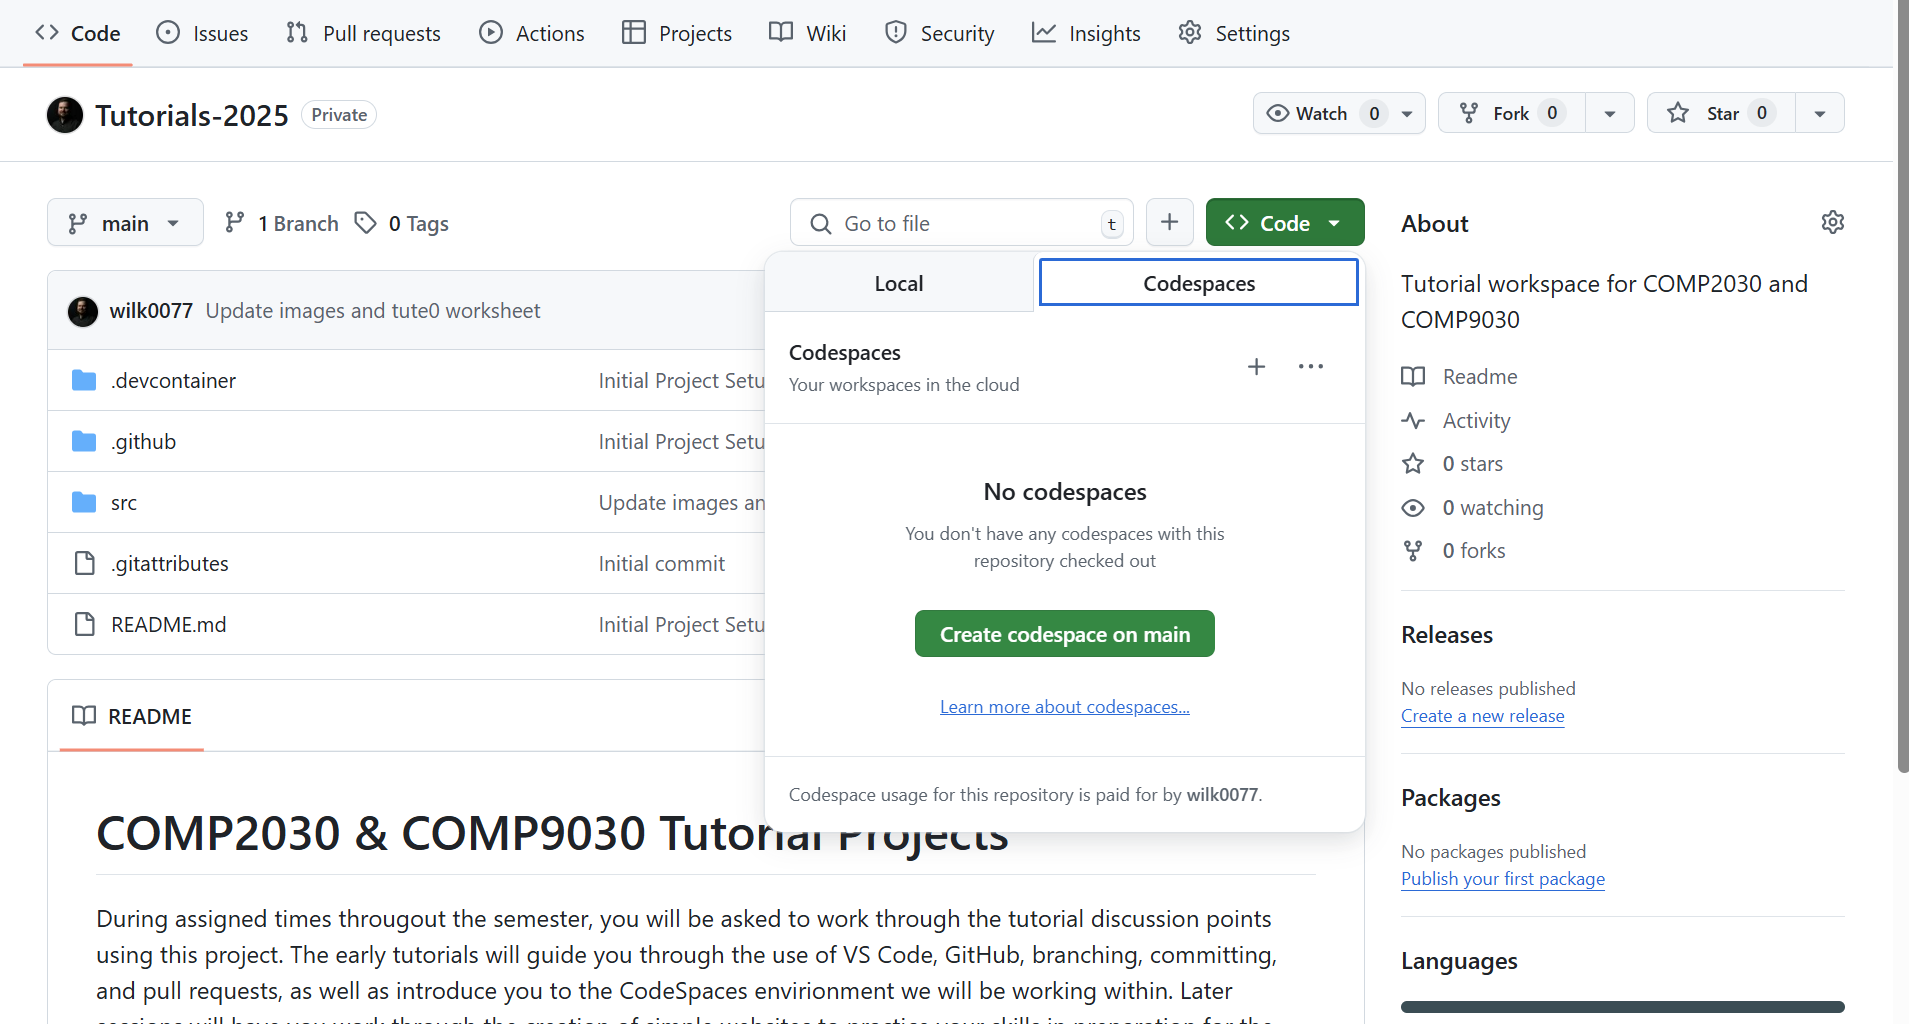 Code Issues Pull requests Actions Projects Wiki Security Insights Settings
Tutorials-2025 Private Watch 0 Fork 0 Star 0
main 1 Branch 0 Tags Go to file t Code
Local Codespaces
Codespaces
Your workspaces in the cloud
No codespaces
You don't have any codespaces with this
repository checked out
Create codespace on main
Learn more about codespaces...
Codespace usage for this repository is paid for by wilk0077.
wilk0077 Update images and tute0 worksheet
.devcontainer Initial Project Setu
.github Initial Project Setu
src Update images an
.gitattributes Initial commit
README.md Initial Project Setu
README
COMP2030 & COMP9030 Tutorial Projects
During assigned times througout the semester, you will be asked to work through the tutorial discussion points
using this project. The early tutorials will guide you through the use of VS Code, GitHub, branching, committing,
and pull requests, as well as introduce you to the CodeSpaces envirionment we will be working within. Later
About
Tutorial workspace for COMP2030 and
COMP9030
Readme
Activity
0 stars
0 watching
0 forks
Releases
No releases published
Create a new release
Packages
No packages published
Publish your first package
Languages